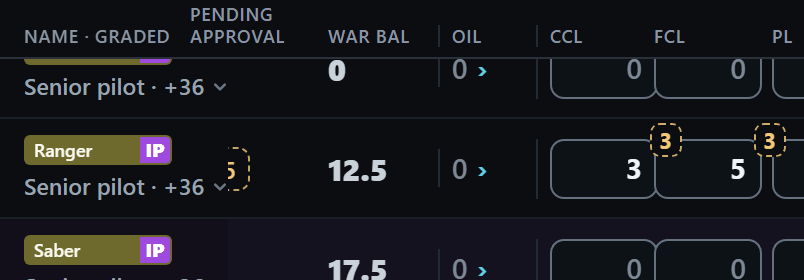 NAME · GRADED PENDING APPROVAL WAR BAL OIL CCL FCL PL
Senior pilot · +36 0 0 › 0 0
Ranger IP 3 3
Senior pilot · +36 5 12.5 0 › 3 5
Saber IP
17.5 0 › 0 0